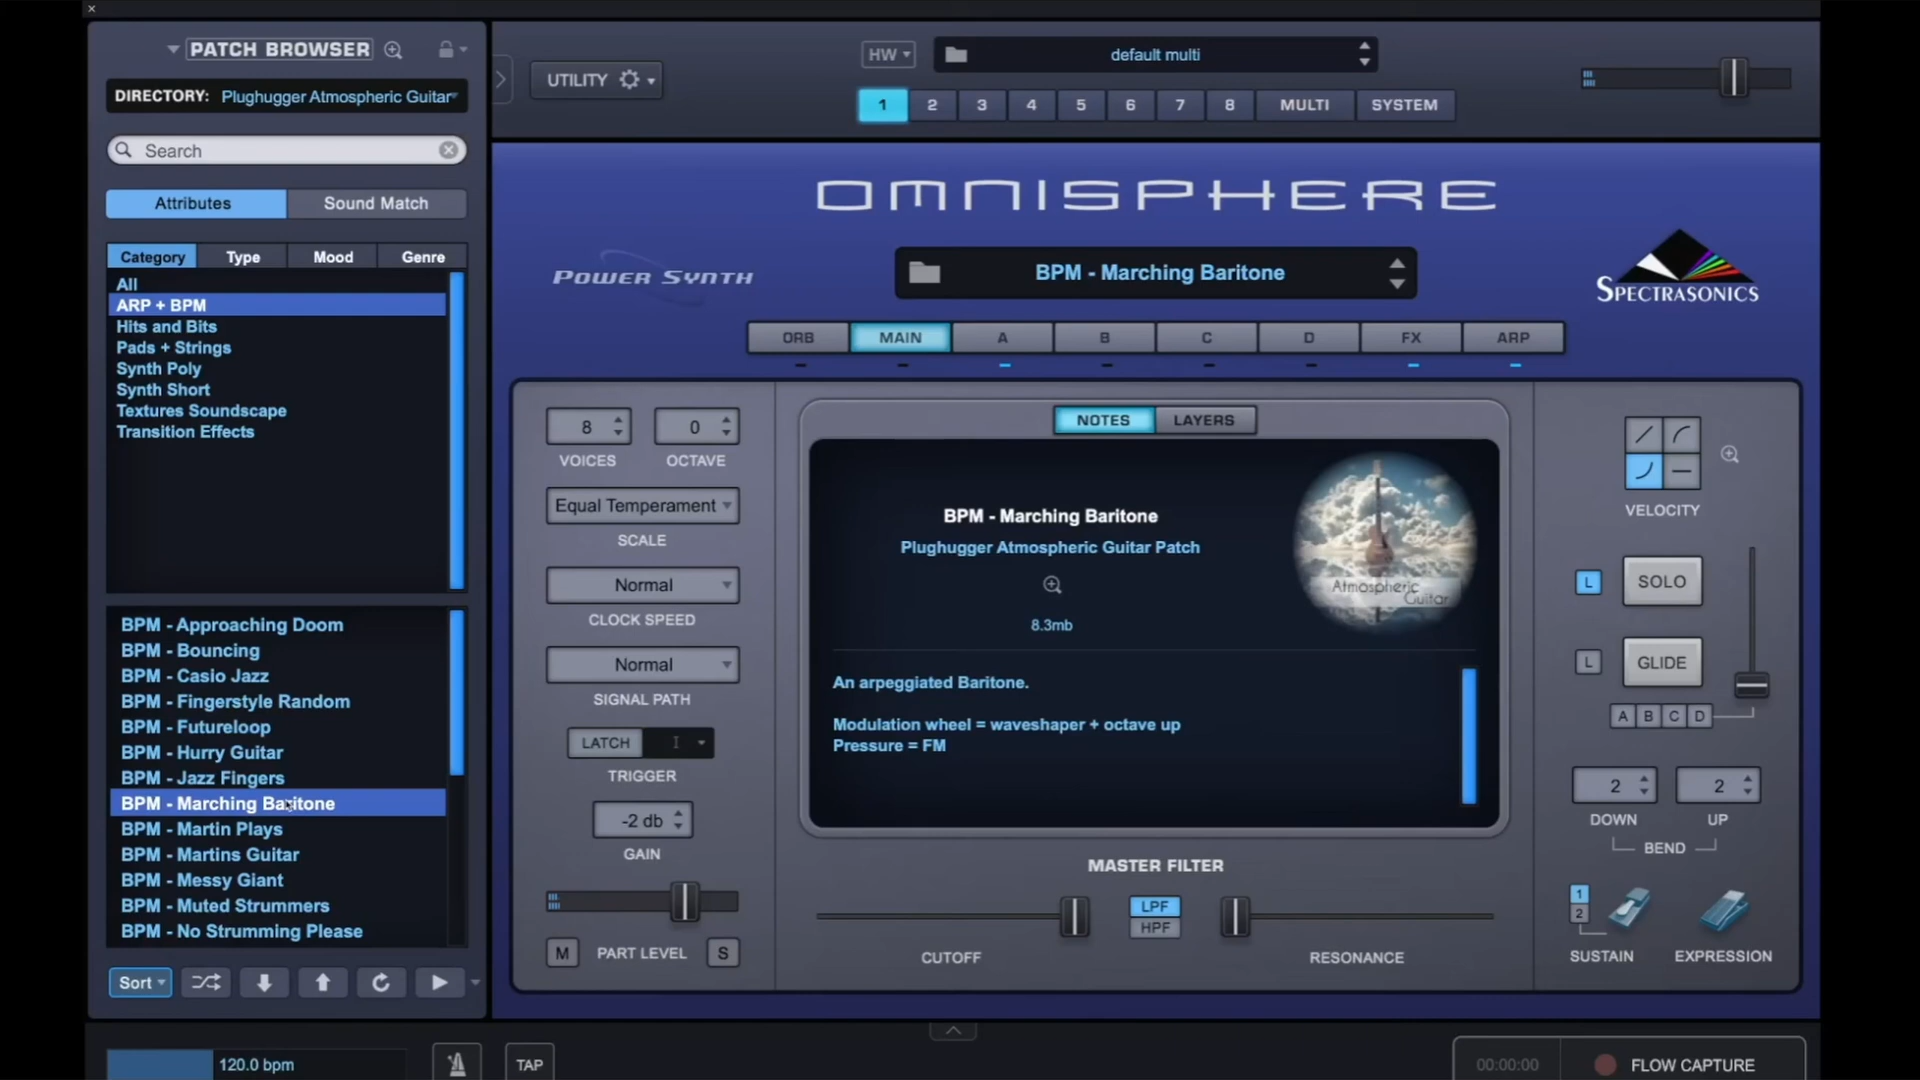 PATCH BROWSER
DIRECTORY: Plughugger Atmospheric Guitar
Search
Attributes
Sound Match
Category
Type
Mood
Genre
All
ARP + BPM
Hits and Bits
Pads + Strings
Synth Poly
Synth Short
Textures Soundscape
Transition Effects
BPM - Approaching Doom
BPM - Bouncing
BPM - Casio Jazz
BPM - Fingerstyle Random
BPM - Futureloop
BPM - Hurry Guitar
BPM - Jazz Fingers
BPM - Marching Baritone
BPM - Martin Plays
BPM - Martins Guitar
BPM - Messy Giant
BPM - Muted Strummers
BPM - No Strumming Please
Sort
120.0 bpm
TAP
UTILITY
HW
default multi
1
2
3
4
5
6
7
8
MULTI
SYSTEM
OMNISPHERE
POWER SYNTH
BPM - Marching Baritone
SPECTRASONICS
ORB
MAIN
A
B
C
D
FX
ARP
8
0
VOICES
OCTAVE
Equal Temperament
SCALE
Normal
CLOCK SPEED
Normal
SIGNAL PATH
LATCH
TRIGGER
-2 db
GAIN
M
PART LEVEL
S
NOTES
LAYERS
BPM - Marching Baritone
Plughugger Atmospheric Guitar Patch
8.3mb
Atmospheric
Guitar
An arpeggiated Baritone.
Modulation wheel = waveshaper + octave up
Pressure = FM
MASTER FILTER
LPF
HPF
CUTOFF
RESONANCE
VELOCITY
L
SOLO
L
GLIDE
A
B
C
D
2
2
DOWN
UP
BEND
1
2
SUSTAIN
EXPRESSION
00:00:00
FLOW CAPTURE